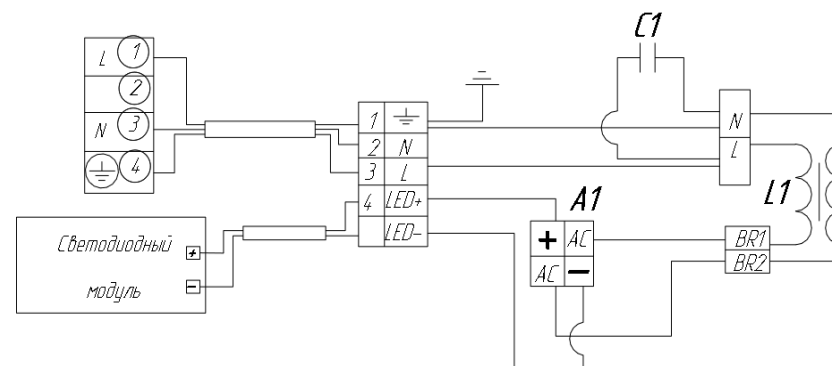 C1
L 1
2
N 3
4
1
2 N
3 L
4 LED+
LED-
N
L
L1
A1
+ AC
AC −
BR1
BR2
Светодиодный
модуль
+
−